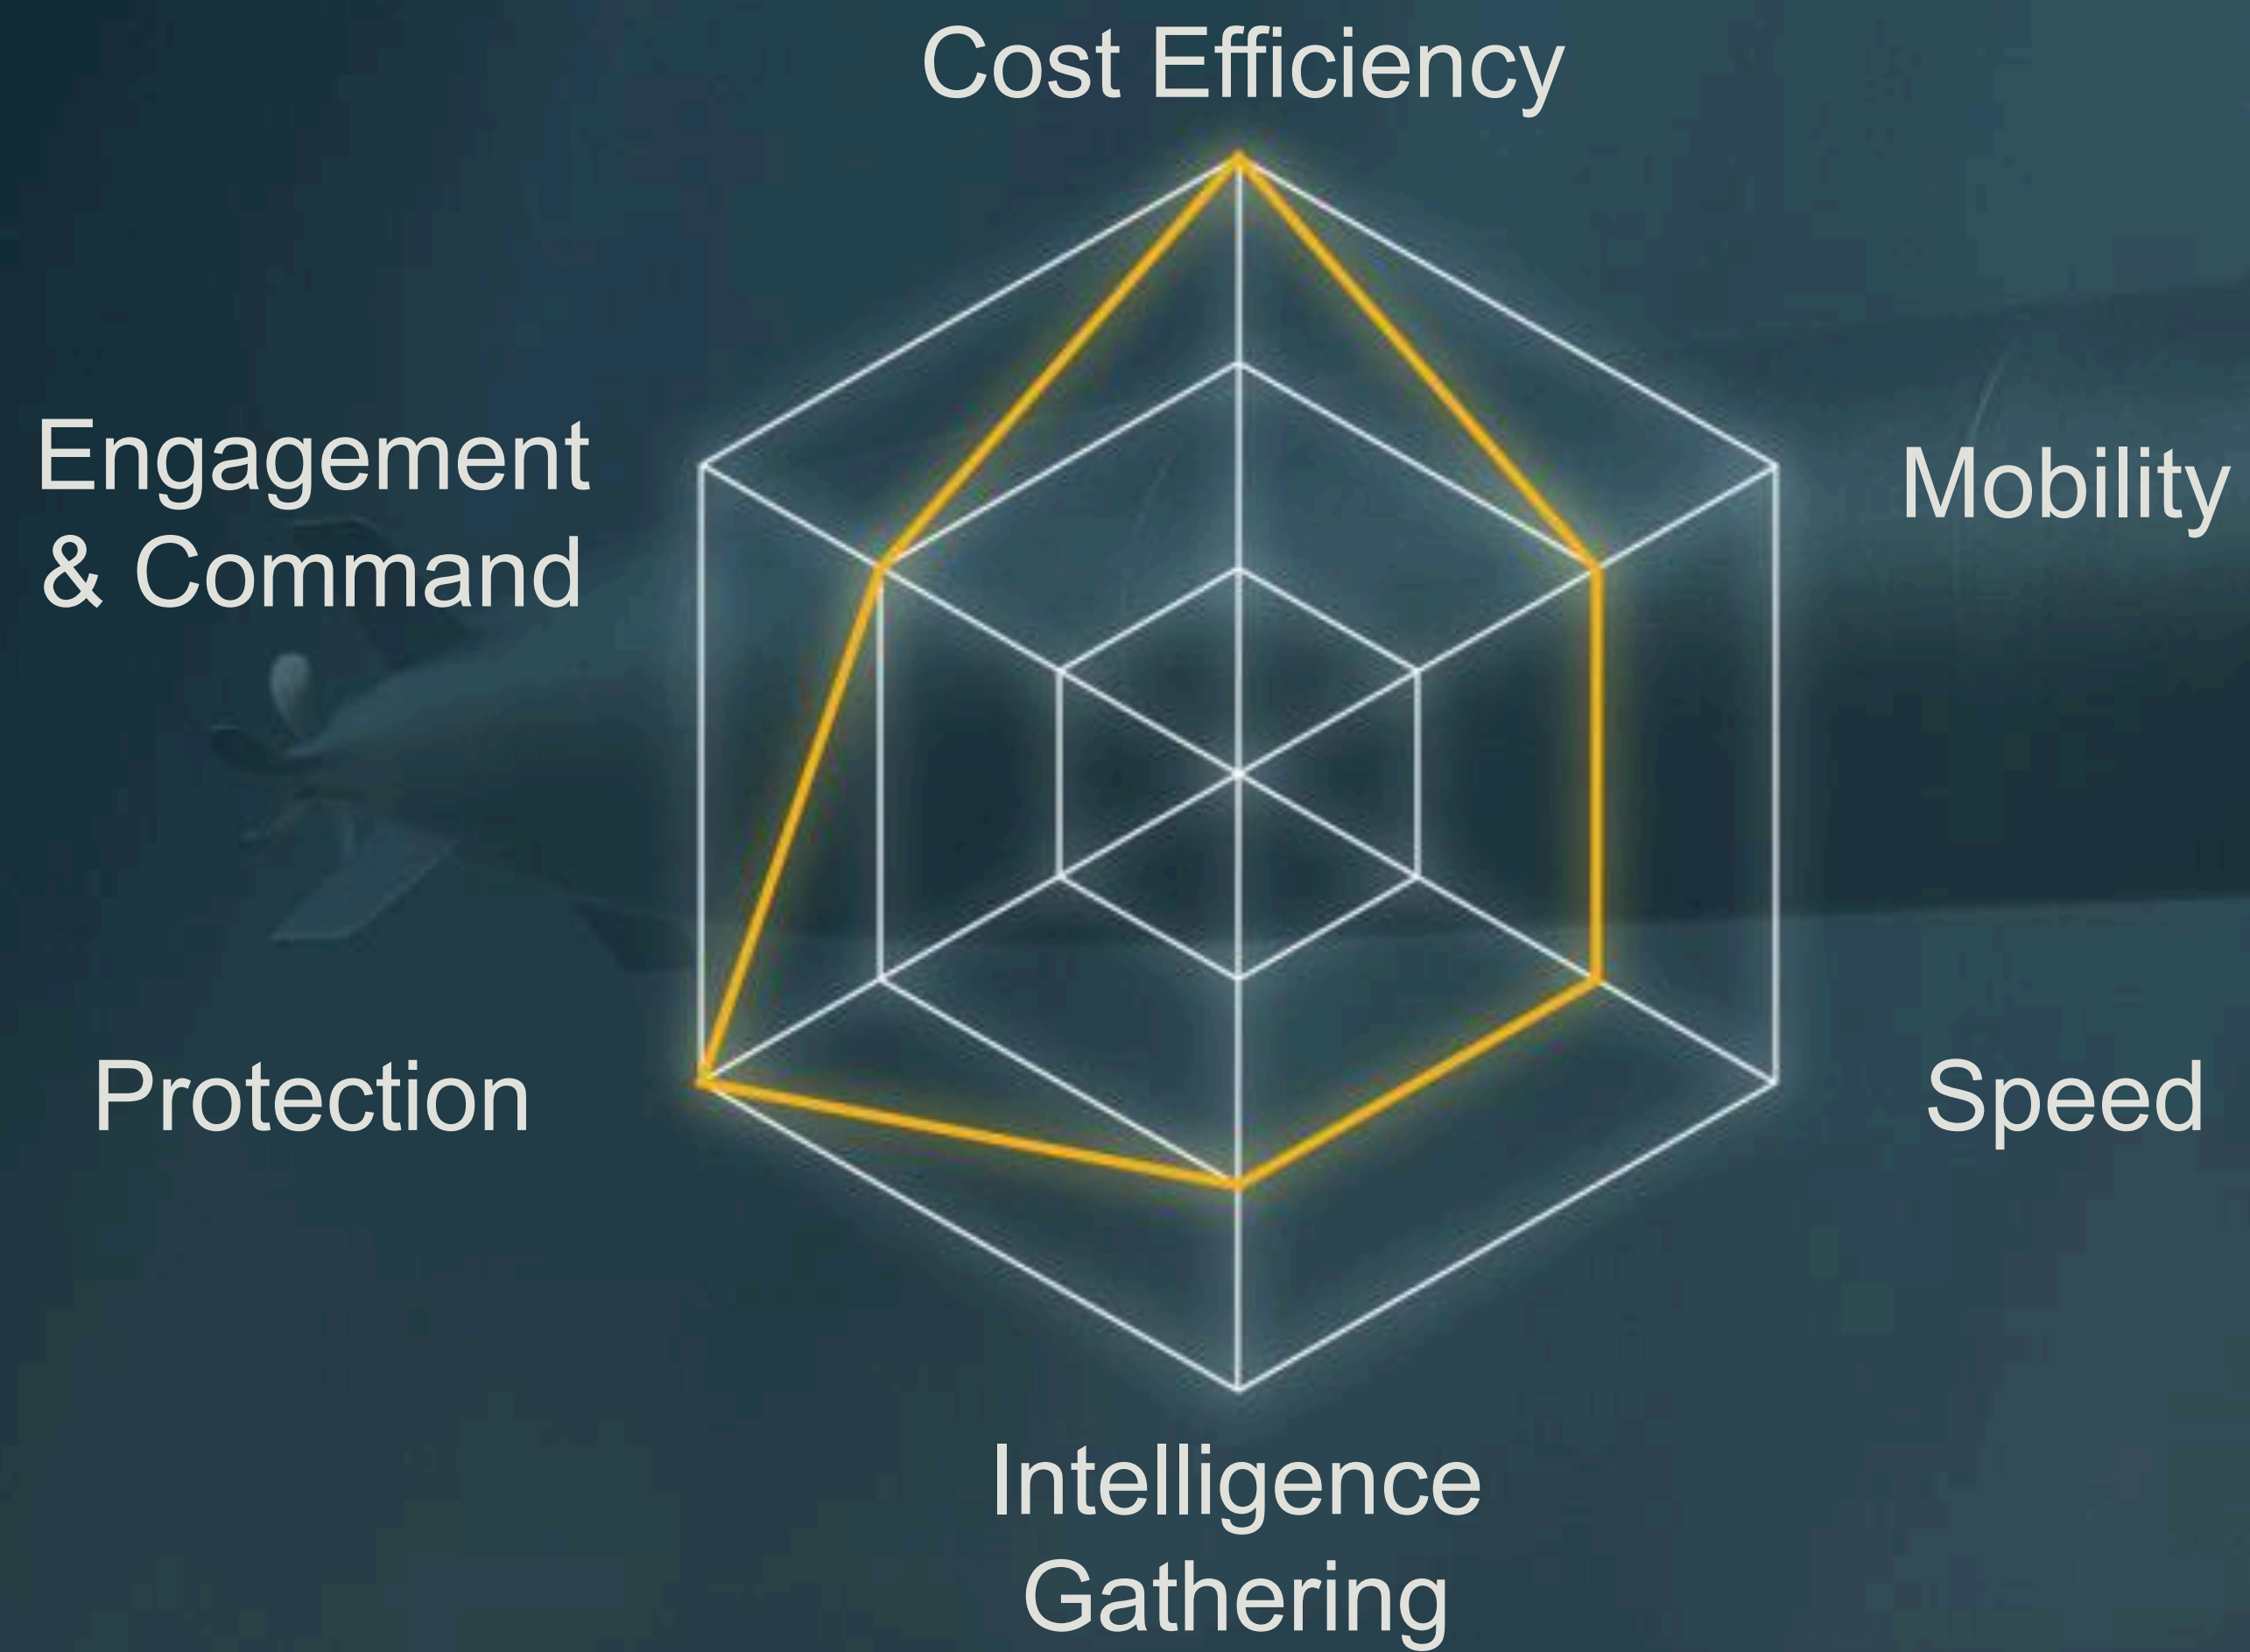 Cost Efficiency
Engagement
& Command
Mobility
Protection
Speed
Intelligence
Gathering